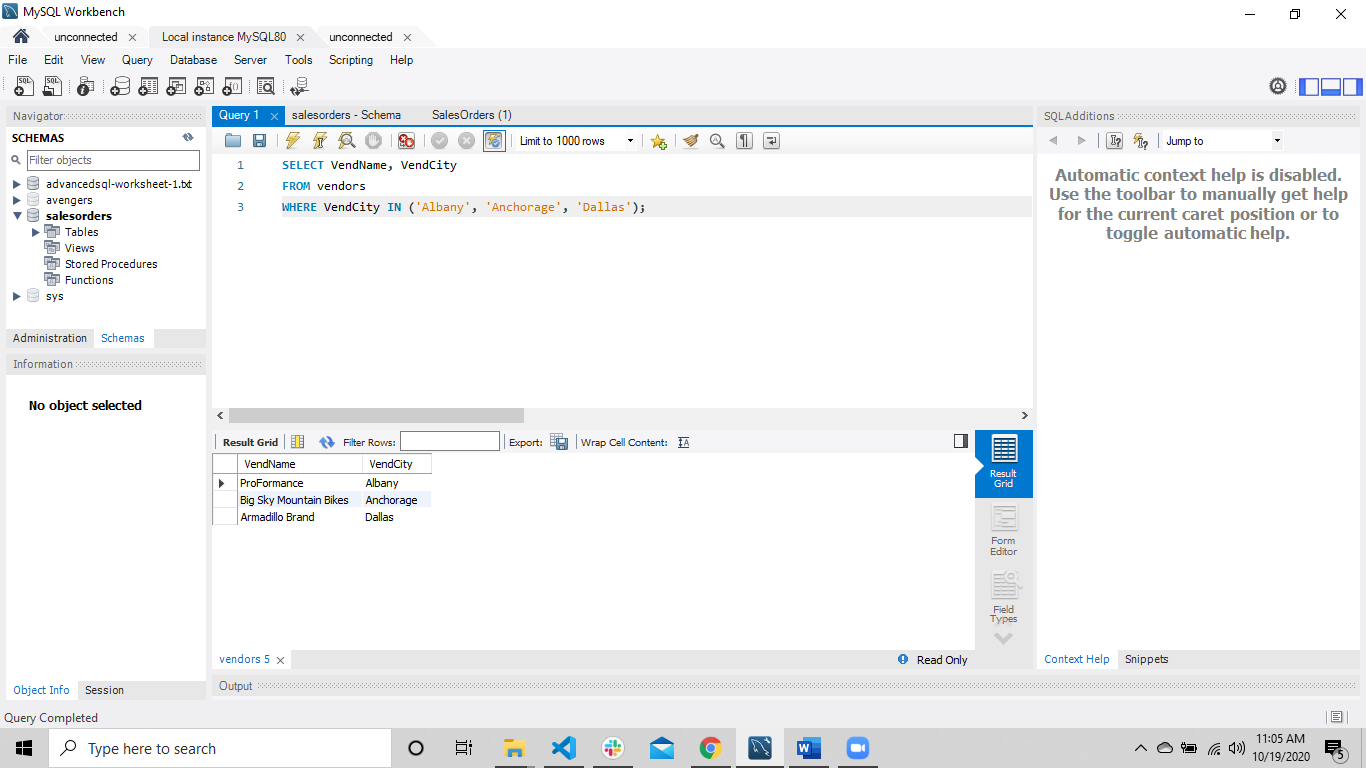 MySQL Workbench
unconnected
Local instance MySQL80
unconnected
File Edit View Query Database Server Tools Scripting Help
Navigator
SCHEMAS
Filter objects
advancedsql-worksheet-1.txt
avengers
salesorders
Tables
Views
Stored Procedures
Functions
sys
Administration Schemas
Information
No object selected
Object Info Session
Query 1
salesorders - Schema
SalesOrders (1)
Limit to 1000 rows
1 SELECT VendName, VendCity
2 FROM vendors
3 WHERE VendCity IN ('Albany', 'Anchorage', 'Dallas');
Result Grid
Filter Rows:
Export:
Wrap Cell Content:
VendName VendCity
ProFormance Albany
Big Sky Mountain Bikes Anchorage
Armadillo Brand Dallas
Result
Grid
Form
Editor
Field
Types
vendors 5
Read Only
Output
SQLAdditions
Jump to
Automatic context help is disabled.
Use the toolbar to manually get help
for the current caret position or to
toggle automatic help.
Context Help Snippets
Query Completed
Type here to search
11:05 AM
10/19/2020
5